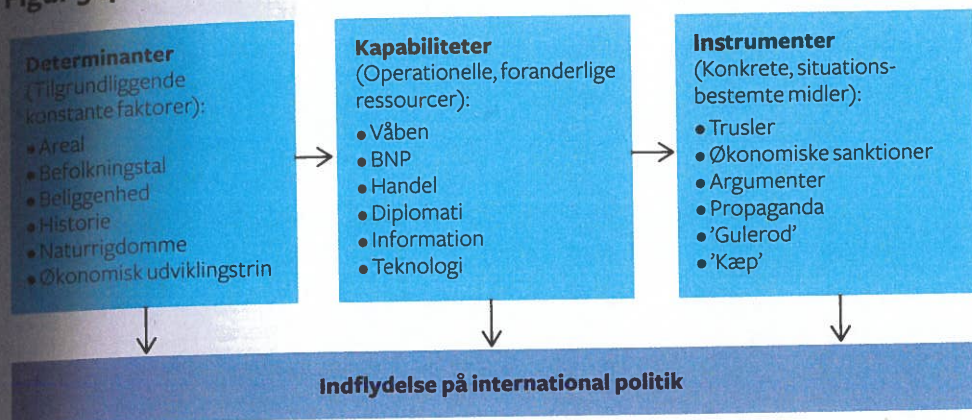 Determinanter
(Tilgrundliggende
konstante faktorer):
• Areal
• Befolkningstal
• Beliggenhed
• Historie
• Naturrigdomme
• Økonomisk udviklingstrin
Kapabiliteter
(Operationelle, foranderlige
ressourcer):
• Våben
• BNP
• Handel
• Diplomati
• Information
• Teknologi
Instrumenter
(Konkrete, situations-
bestemte midler):
• Trusler
• Økonomiske sanktioner
• Argumenter
• Propaganda
• 'Gulerod'
• 'Kæp'
Indflydelse på international politik